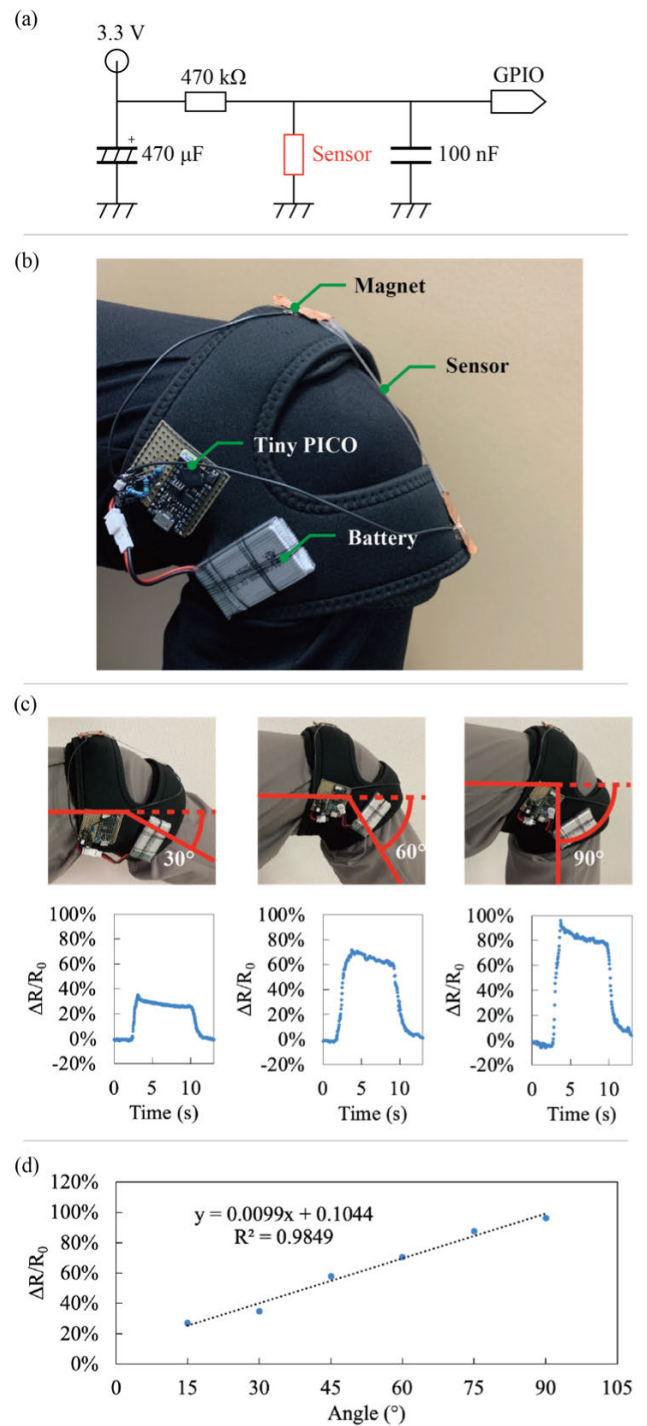 (a)
3.3 V
470 kΩ
GPIO
+
470 μF
Sensor
100 nF
(b)
Magnet
Sensor
Tiny PICO
Battery
(c)
30°
60°
90°
100%
80%
60%
40%
20%
0%
-20%
ΔR/R₀
0 5 10
Time (s)
100%
80%
60%
40%
20%
0%
-20%
ΔR/R₀
0 5 10
Time (s)
100%
80%
60%
40%
20%
0%
-20%
ΔR/R₀
0 5 10
Time (s)
(d)
120%
100%
80%
60%
40%
20%
0%
ΔR/R₀
y = 0.0099x + 0.1044
R² = 0.9849
0 15 30 45 60 75 90 105
Angle (°)